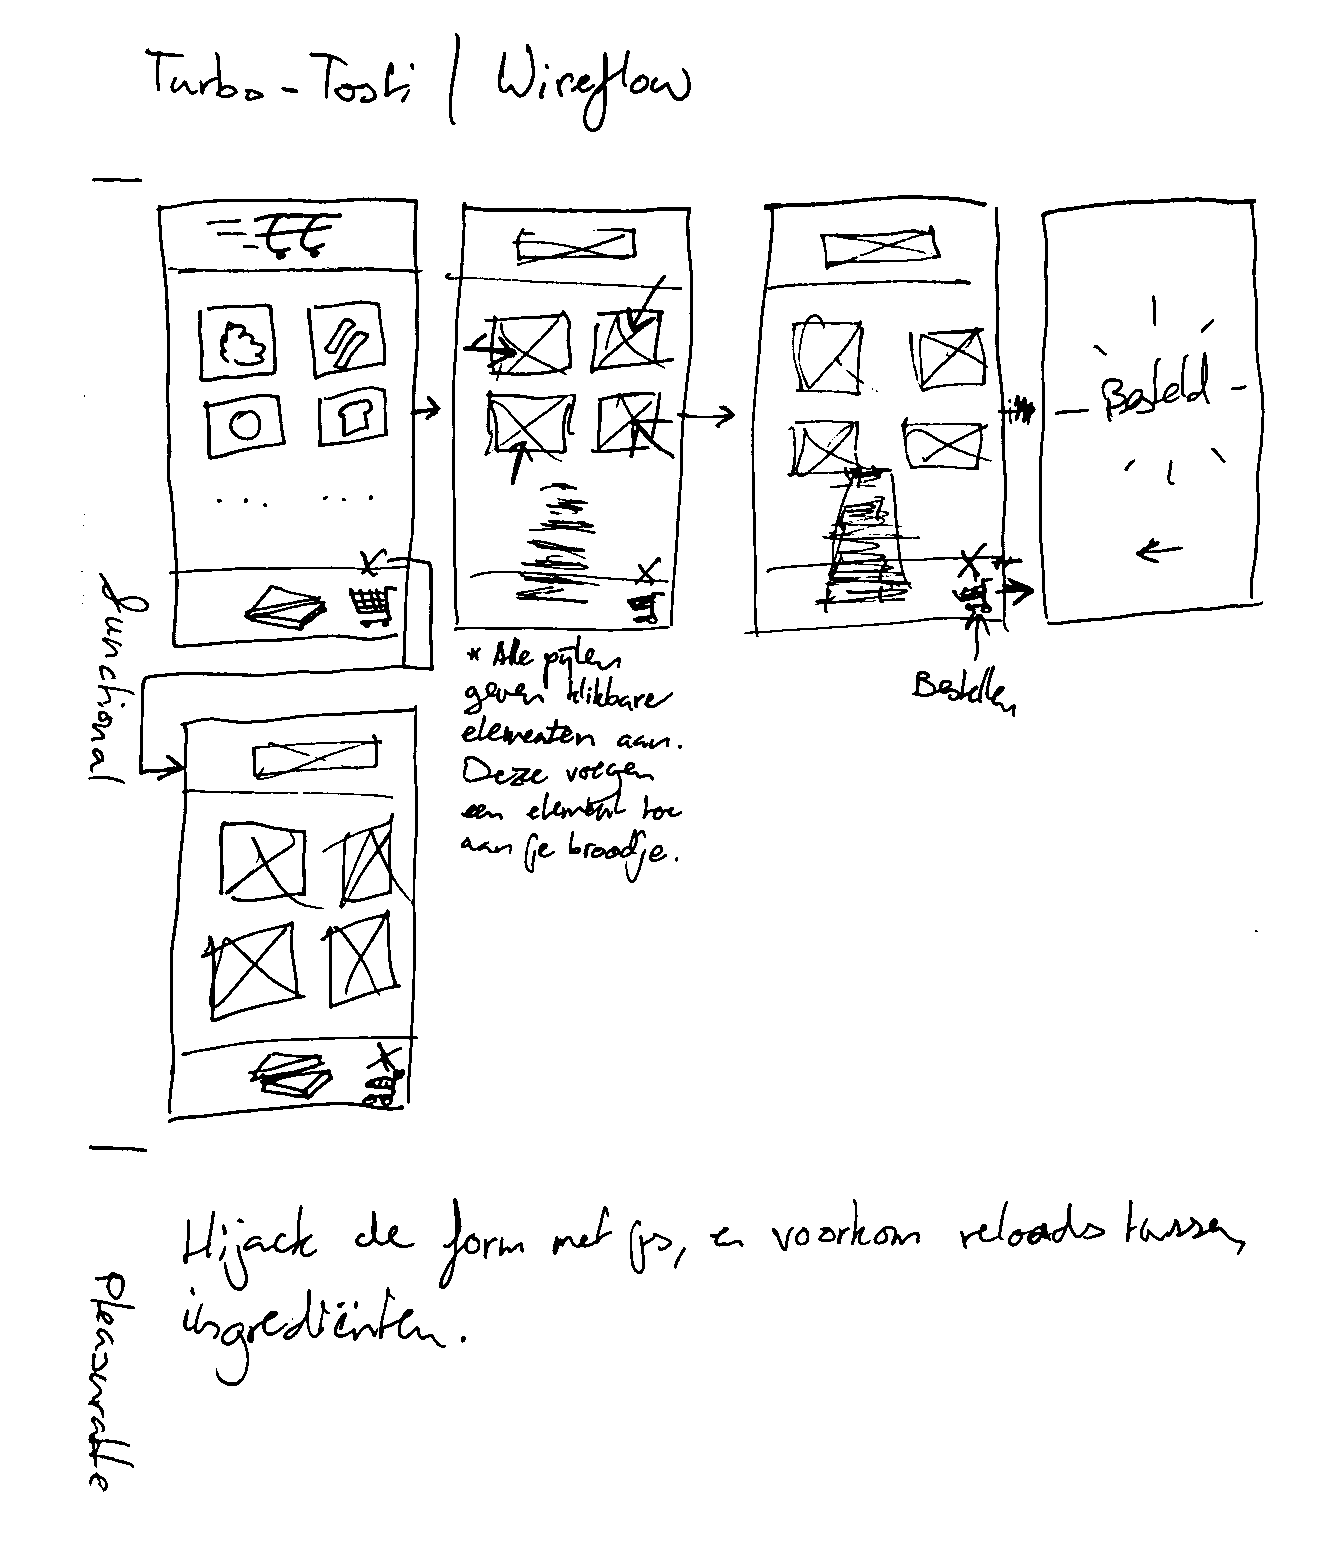 Turbo-Tosti / Wireflow
Functional
Besteld
* Alle pijlen
geven klikbare
elementen aan.
Deze voegen
een element toe
aan je broodje.
Bestellen
Pleasurable
Hijack de form met js, en voorkom reloads tussen
ingrediënten.